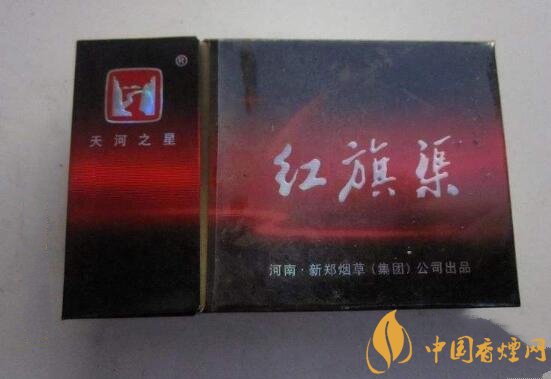 ®
天河之星
红旗渠
河南·新郑烟草(集团)公司出品
中国香烟网